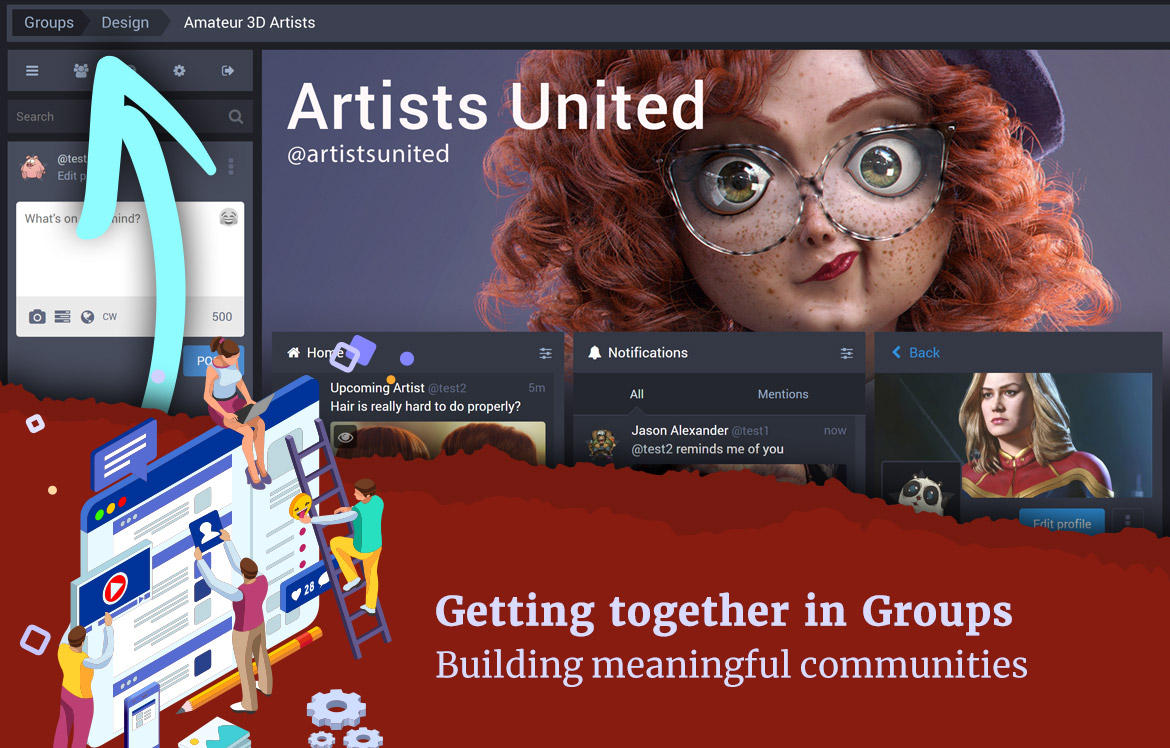 Groups Design Amateur 3D Artists
Search
@test
Edit p
What's on mind?
CW 500
PO
Artists United
@artistsunited
Home
Upcoming Artist @test2 5m
Hair is really hard to do properly?
Notifications
All Mentions
Jason Alexander @test1 now
@test2 reminds me of you
Back
Edit profile
28
Getting together in Groups
Building meaningful communities